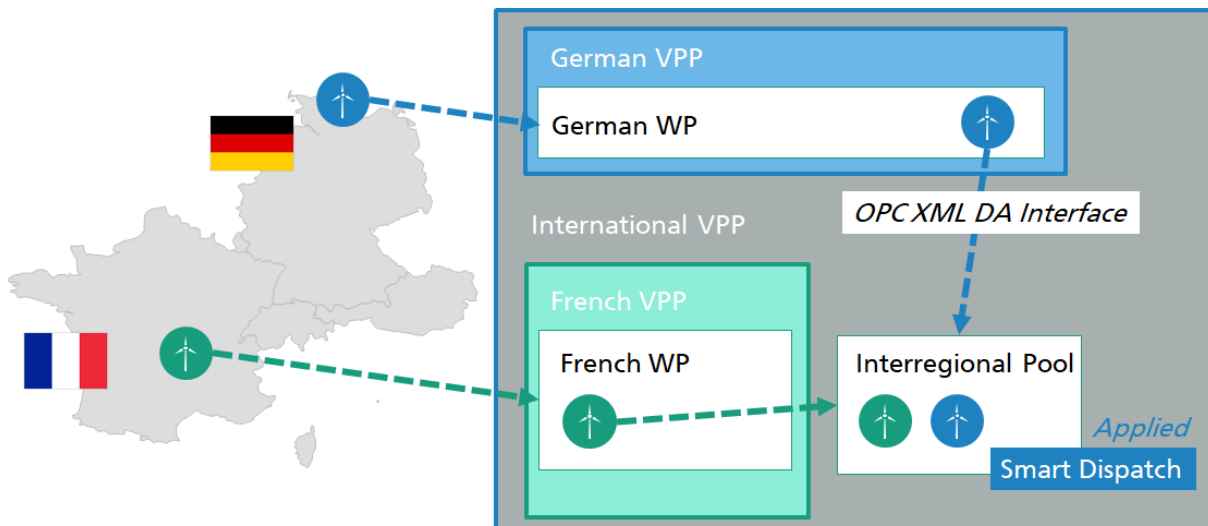 German VPP
German WP
OPC XML DA Interface
International VPP
French VPP
French WP
Interregional Pool
Applied
Smart Dispatch